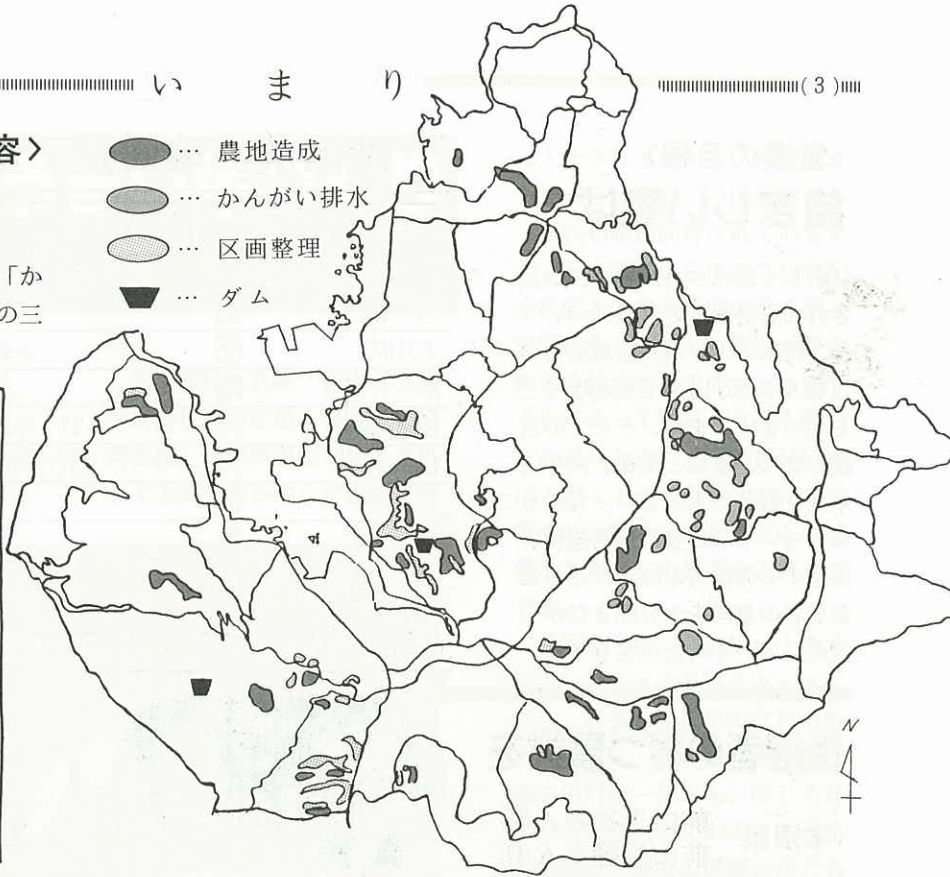 いまり
(3)
容>
… 農地造成
… かんがい排水
… 区画整理
… ダム
「か
の三
N